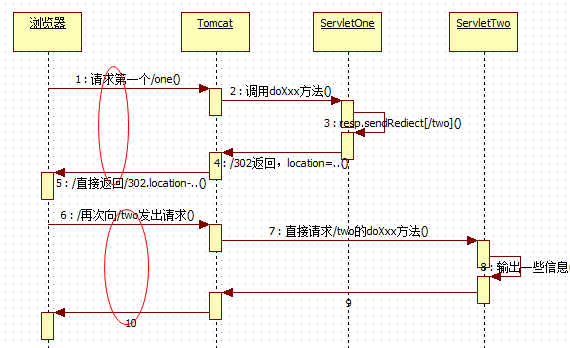 浏览器 Tomcat ServletOne ServletTwo
1 : 请求第一个/one()
2 : 调用doXxx方法()
3 : resp.sendRediect[/two]()
4 : /302返回，location=..()
5 : /直接返回/302.location-..()
6 : /再次向/two发出请求()
7 : 直接请求/two的doXxx方法()
8 : 输出一些信息(
9
10